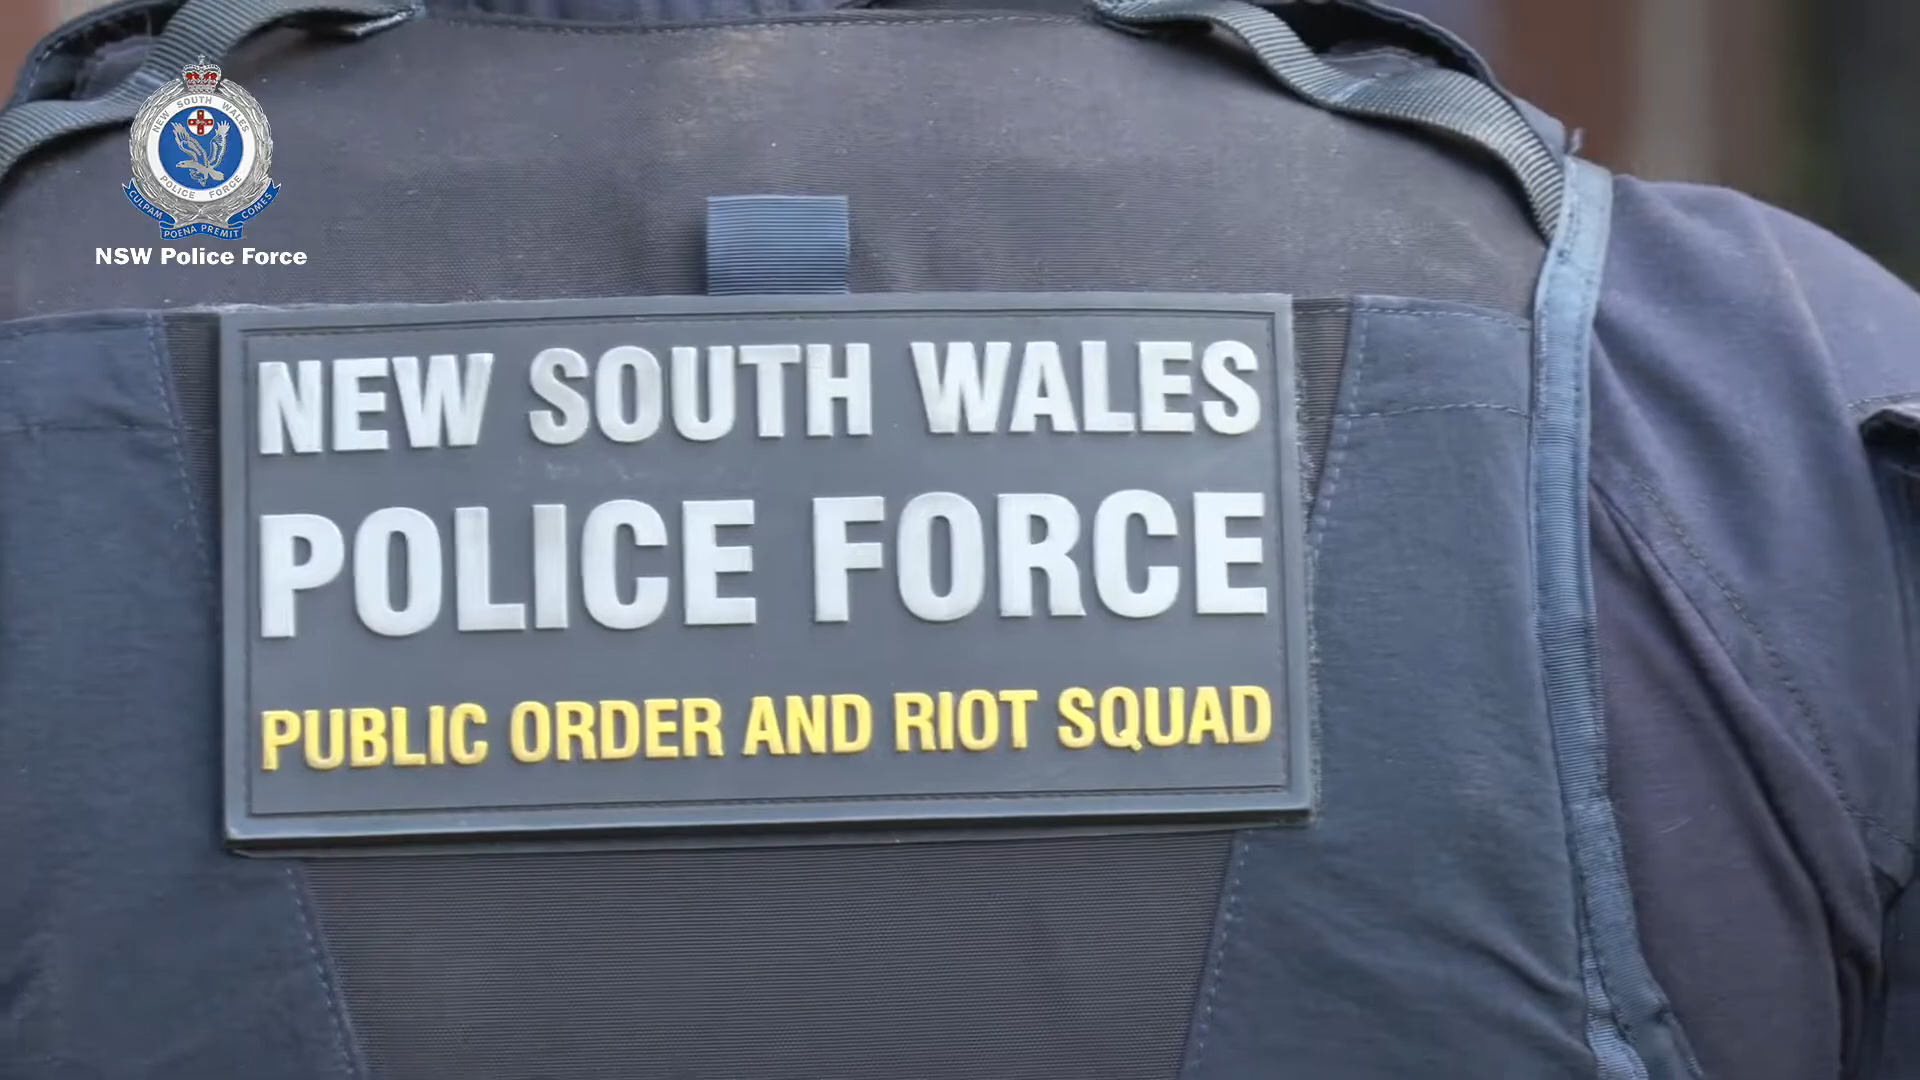 NEW SOUTH WALES
POLICE FORCE
CULPAM POENA PREMIT COMES
NSW Police Force
NEW SOUTH WALES
POLICE FORCE
PUBLIC ORDER AND RIOT SQUAD